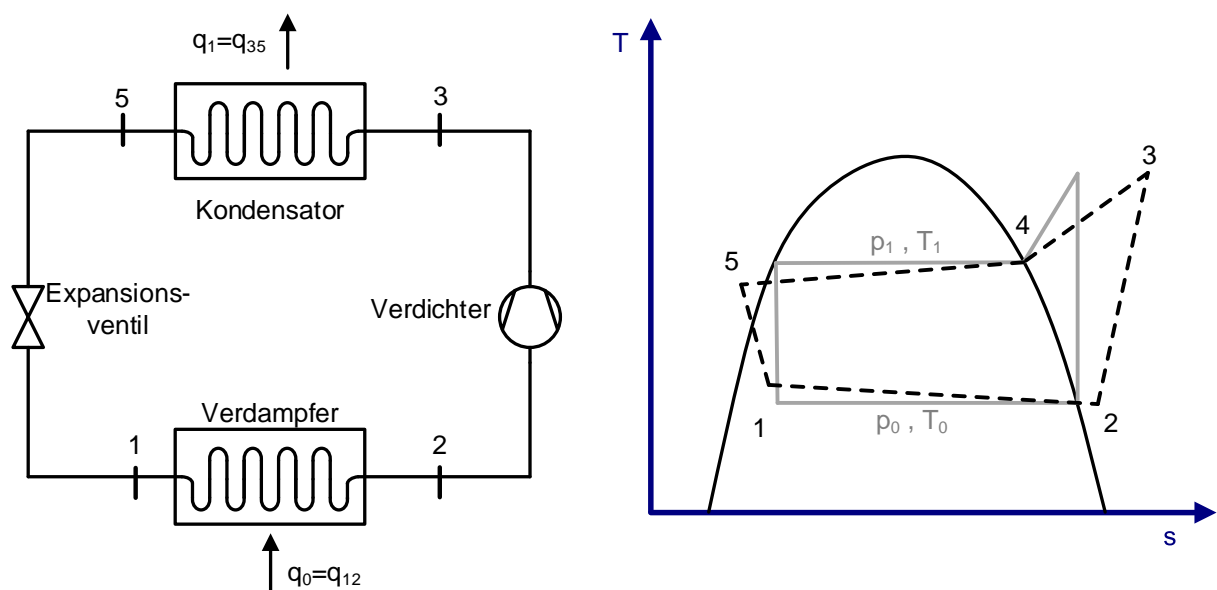 q₁=q₃₅
5
3
Kondensator
Expansions-
ventil
Verdichter
Verdampfer
1
2
q₀=q₁₂
T
3
4
p₁ , T₁
5
1
p₀ , T₀
2
s